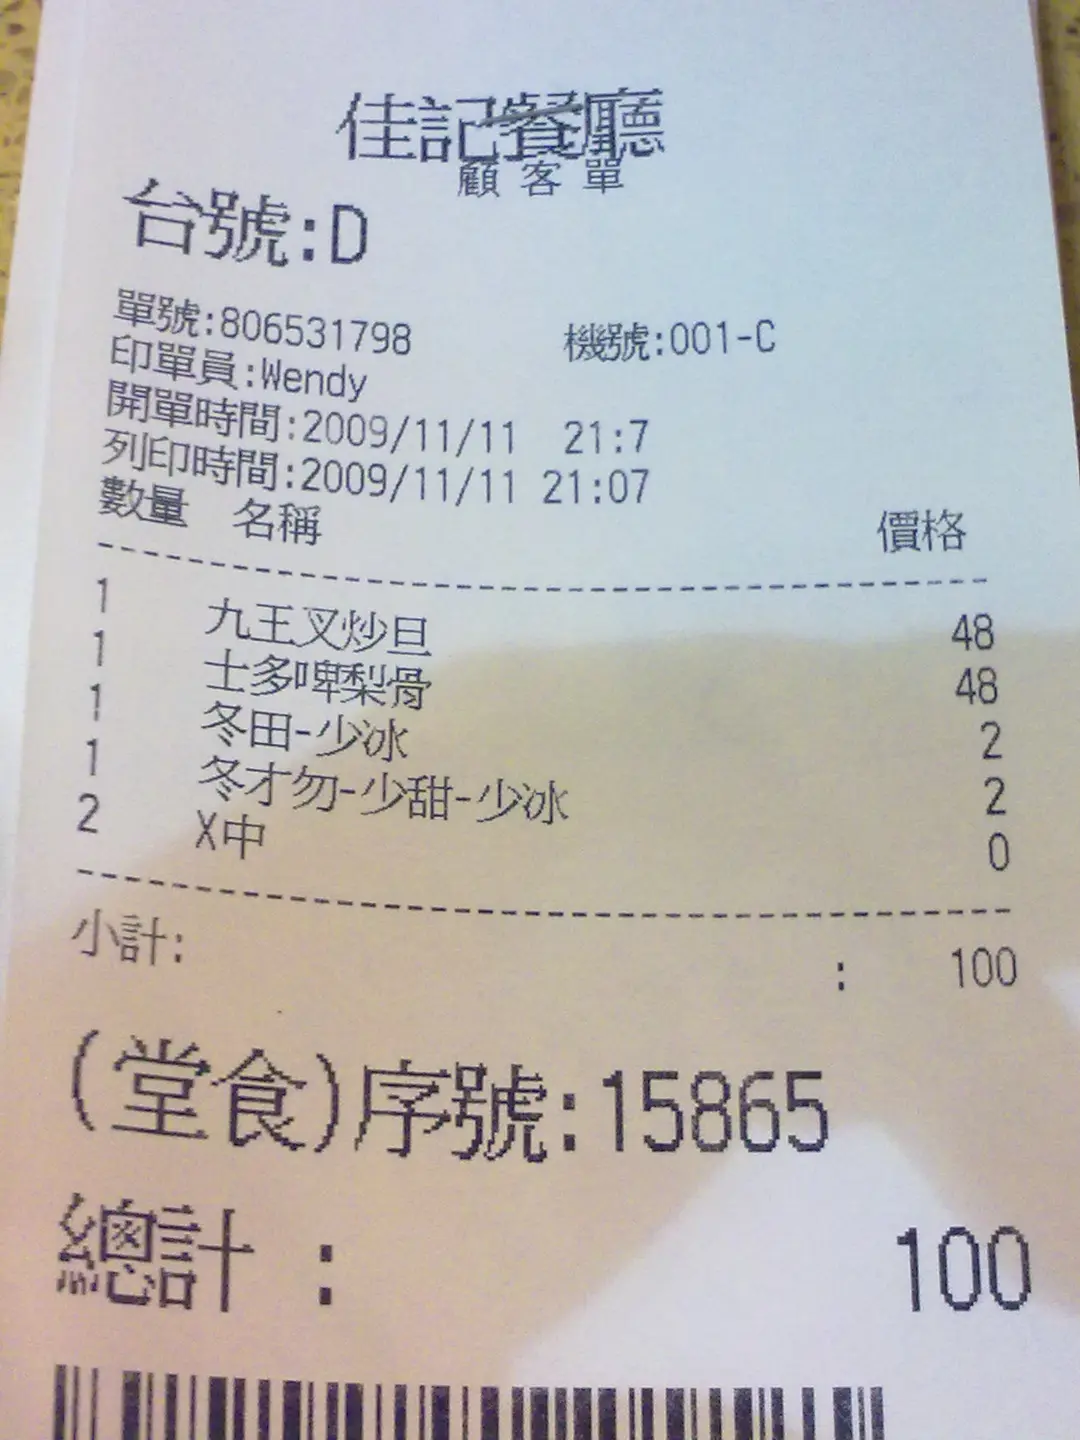 佳記餐廳
顧客單
台號:D
單號:806531798 機號:001-C
印單員:Wendy
開單時間:2009/11/11 21:7
列印時間:2009/11/11 21:07
數量 名稱 價格
1 九王叉炒旦 48
1 士多啤梨骨 48
1 冬田-少冰 2
1 冬才勿-少甜-少冰 2
2 X中 0
小計: : 100
(堂食)序號:15865
總計 : 100